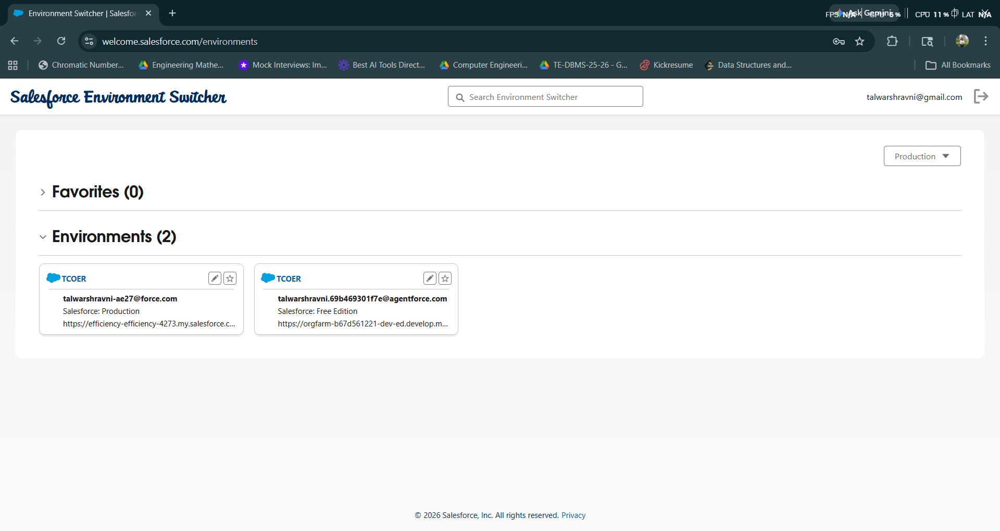 Environment Switcher | Salesfor
Ask Gemini
FPS N/A GPU 6 % CPU 11 % LAT N/A
welcome.salesforce.com/environments
Chromatic Number...
Engineering Mathe...
Mock Interviews: Im...
Best AI Tools Direct...
Computer Engineeri...
TE-DBMS-25-26 - G...
Kickresume
Data Structures and...
All Bookmarks
Salesforce Environment Switcher
Search Environment Switcher
talwarshravni@gmail.com
Production
Favorites (0)
Environments (2)
TCOER
talwarshravni-ae27@force.com
Salesforce: Production
https://efficiency-efficiency-4273.my.salesforce.c...
TCOER
talwarshravni.69b469301f7e@agentforce.com
Salesforce: Free Edition
https://orgfarm-b67d561221-dev-ed.develop.m...
© 2026 Salesforce, Inc. All rights reserved. Privacy